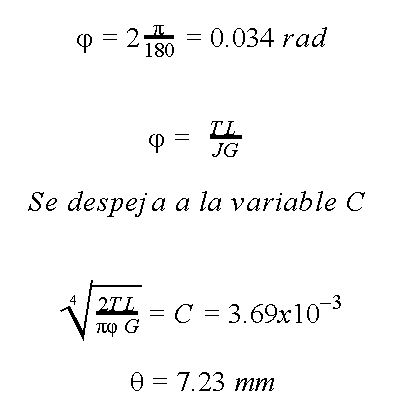 φ = 2 π/180 = 0.034 rad
φ = TL/JG
Se despeja a la variable C
∜(2TL/πφ G) = C = 3.69x10⁻³
θ = 7.23 mm